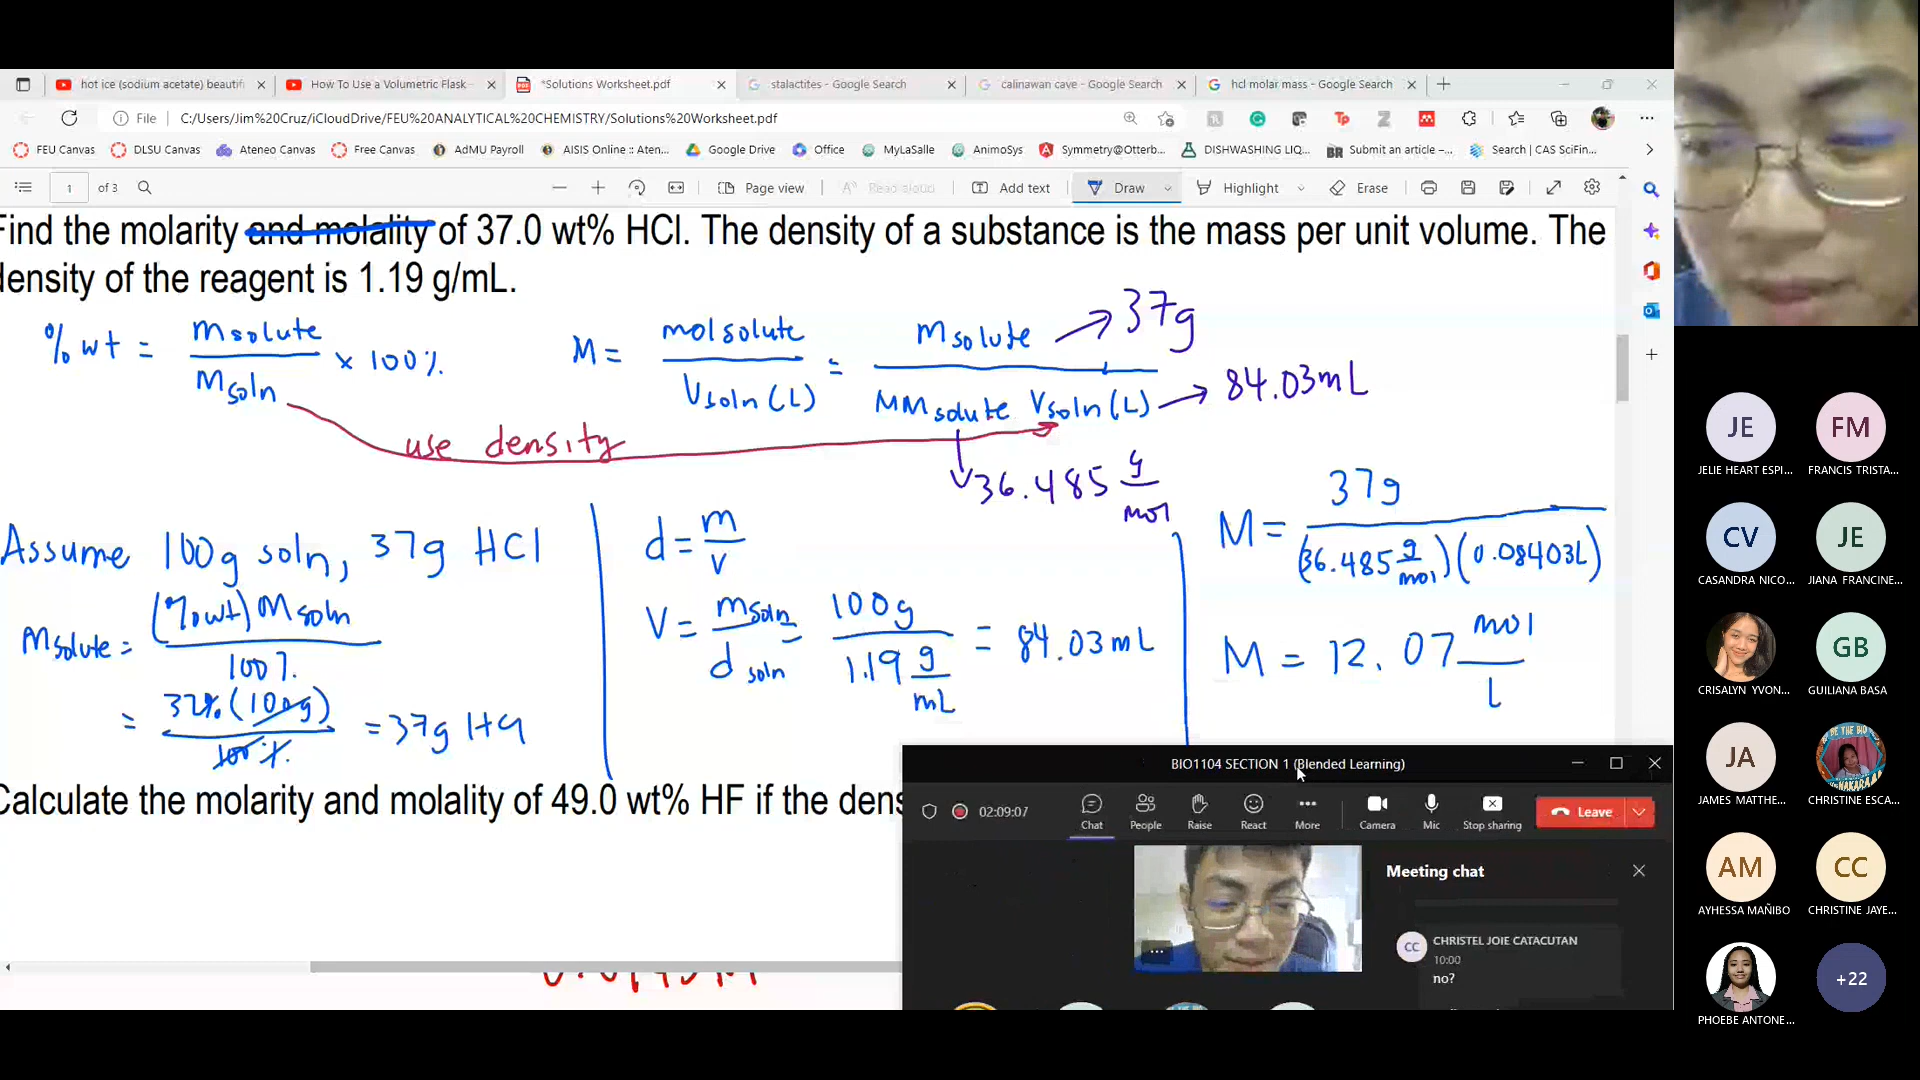 hot ice (sodium acetate) beautif
How To Use a Volumetric Flask
*Solutions Worksheet.pdf
stalactites - Google Search
calinawan cave - Google Search
hcl molar mass - Google Search
File C:/Users/Jim%20Cruz/iCloudDrive/FEU%20ANALYTICAL%20CHEMISTRY/Solutions%20Worksheet.pdf
FEU Canvas DLSU Canvas Ateneo Canvas Free Canvas AdMU Payroll AISIS Online :: Aten... Google Drive Office MyLaSalle AnimoSys Symmetry@Otterb... DISHWASHING LIQ... Submit an article –... Search | CAS SciFin...
1 of 3 Page view Read aloud Add text Draw Highlight Erase
Find the molarity and molality of 37.0 wt% HCl. The density of a substance is the mass per unit volume. The
density of the reagent is 1.19 g/mL.
% wt = msolute / msoln × 100%
M = mol solute / Vsoln (L) = msolute / MMsolute Vsoln (L)
37g
84.03 mL
use density
36.485 g/mol
Assume 100g soln, 37g HCl
msolute = (%wt) msoln / 100%
= 37% (100g) / 100% = 37g HCl
d = m/v
V = msoln / dsoln = 100g / 1.19 g/mL = 84.03 mL
M = 37g / (36.485 g/mol)(0.08403L)
M = 12.07 mol/L
Calculate the molarity and molality of 49.0 wt% HF if the dens
BIO1104 SECTION 1 (Blended Learning)
02:09:07
Chat People Raise React More Camera Mic Stop sharing Leave
Meeting chat
CC CHRISTEL JOIE CATACUTAN
10:00
no?
JE FM
JELIE HEART ESPI... FRANCIS TRISTA...
CV JE
CASANDRA NICO... JIANA FRANCINE...
GB
CRISALYN YVON... GUILIANA BASA
JA
JAMES MATTHE... CHRISTINE ESCA...
AM CC
AYHESSA MAÑIBO CHRISTINE JAYE...
+22
PHOEBE ANTONE...